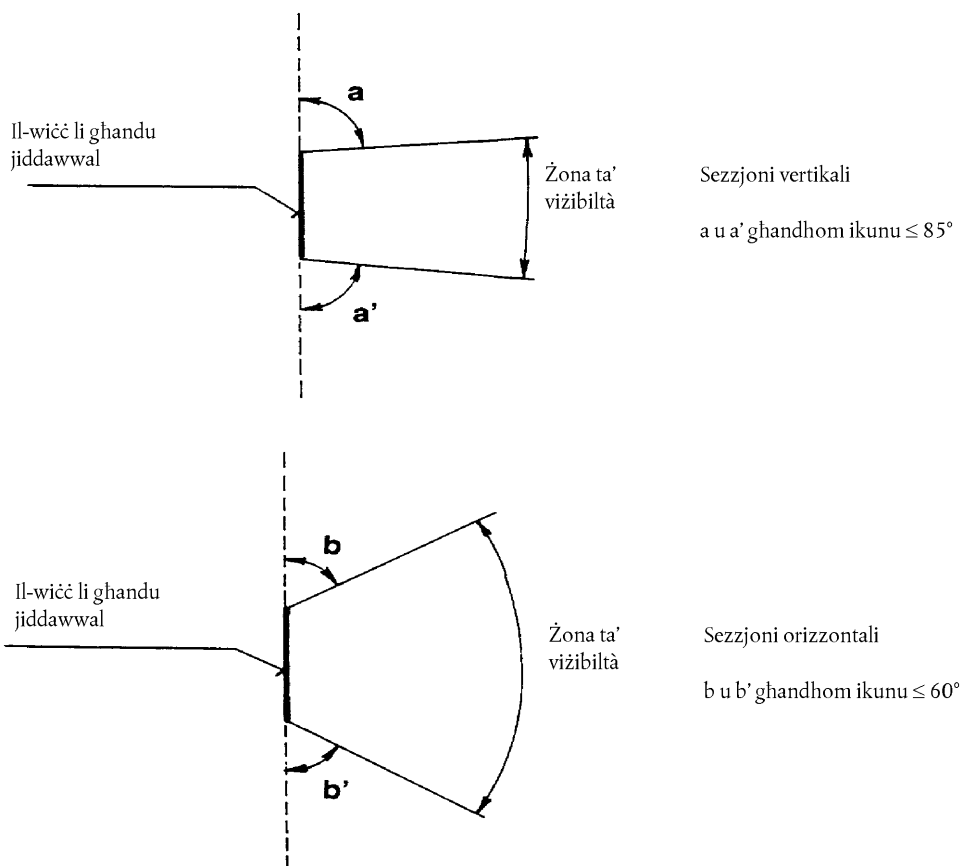 a
Il-wiċċ li għandu
jiddawwal
Żona ta'
viżibiltà
Sezzjoni vertikali
a u a' għandhom ikunu ≤ 85°
a'
b
Il-wiċċ li għandu
jiddawwal
Żona ta'
viżibiltà
Sezzjoni orizzontali
b u b' għandhom ikunu ≤ 60°
b'